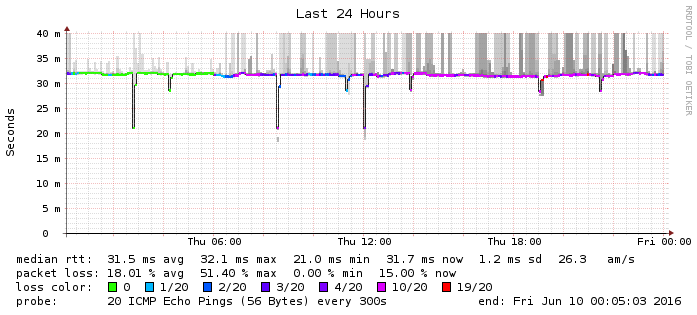 Last 24 Hours
RRDTOOL / TOBI OETIKER
Seconds
40 m
35 m
30 m
25 m
20 m
15 m
10 m
5 m
0
Thu 06:00 Thu 12:00 Thu 18:00 Fri 00:00
median rtt: 31.5 ms avg 32.1 ms max 21.0 ms min 31.7 ms now 1.2 ms sd 26.3 am/s
packet loss: 18.01 % avg 51.40 % max 0.00 % min 15.00 % now
loss color: 0 1/20 2/20 3/20 4/20 10/20 19/20
probe: 20 ICMP Echo Pings (56 Bytes) every 300s end: Fri Jun 10 00:05:03 2016